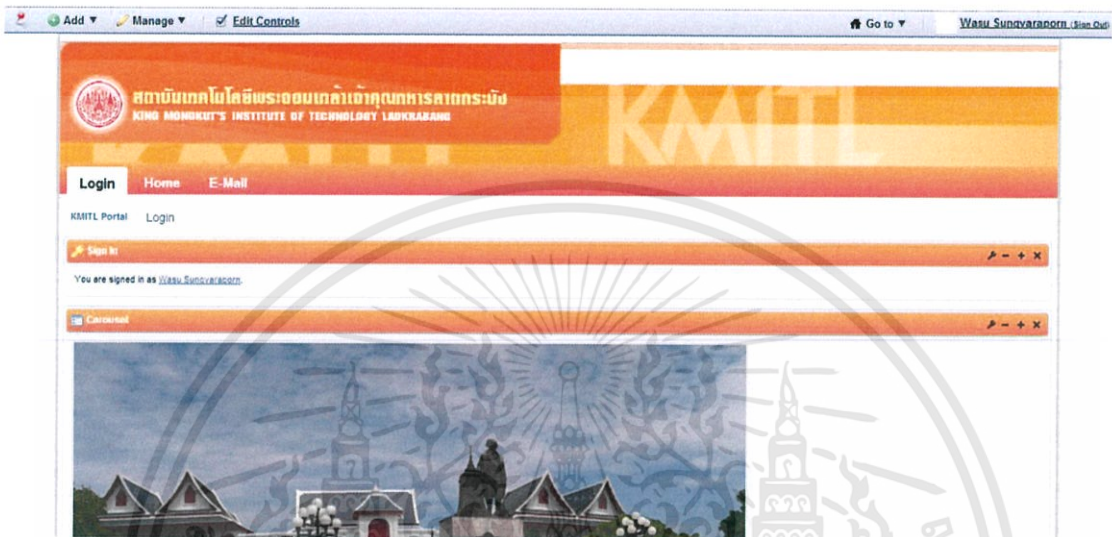 Add ▼ Manage ▼ Edit Controls Go to ▼ Wasu Sungvaraporn (Sign Out)
สถาบันเทคโนโลยีพระจอมเกล้าเจ้าคุณทหารลาดกระบัง
KING MONGKUT'S INSTITUTE OF TECHNOLOGY LADKRABANG
KMITL
Login Home E-Mail
KMITL Portal Login
Sign In
You are signed in as Wasu Sungvaraporn.
Carousel